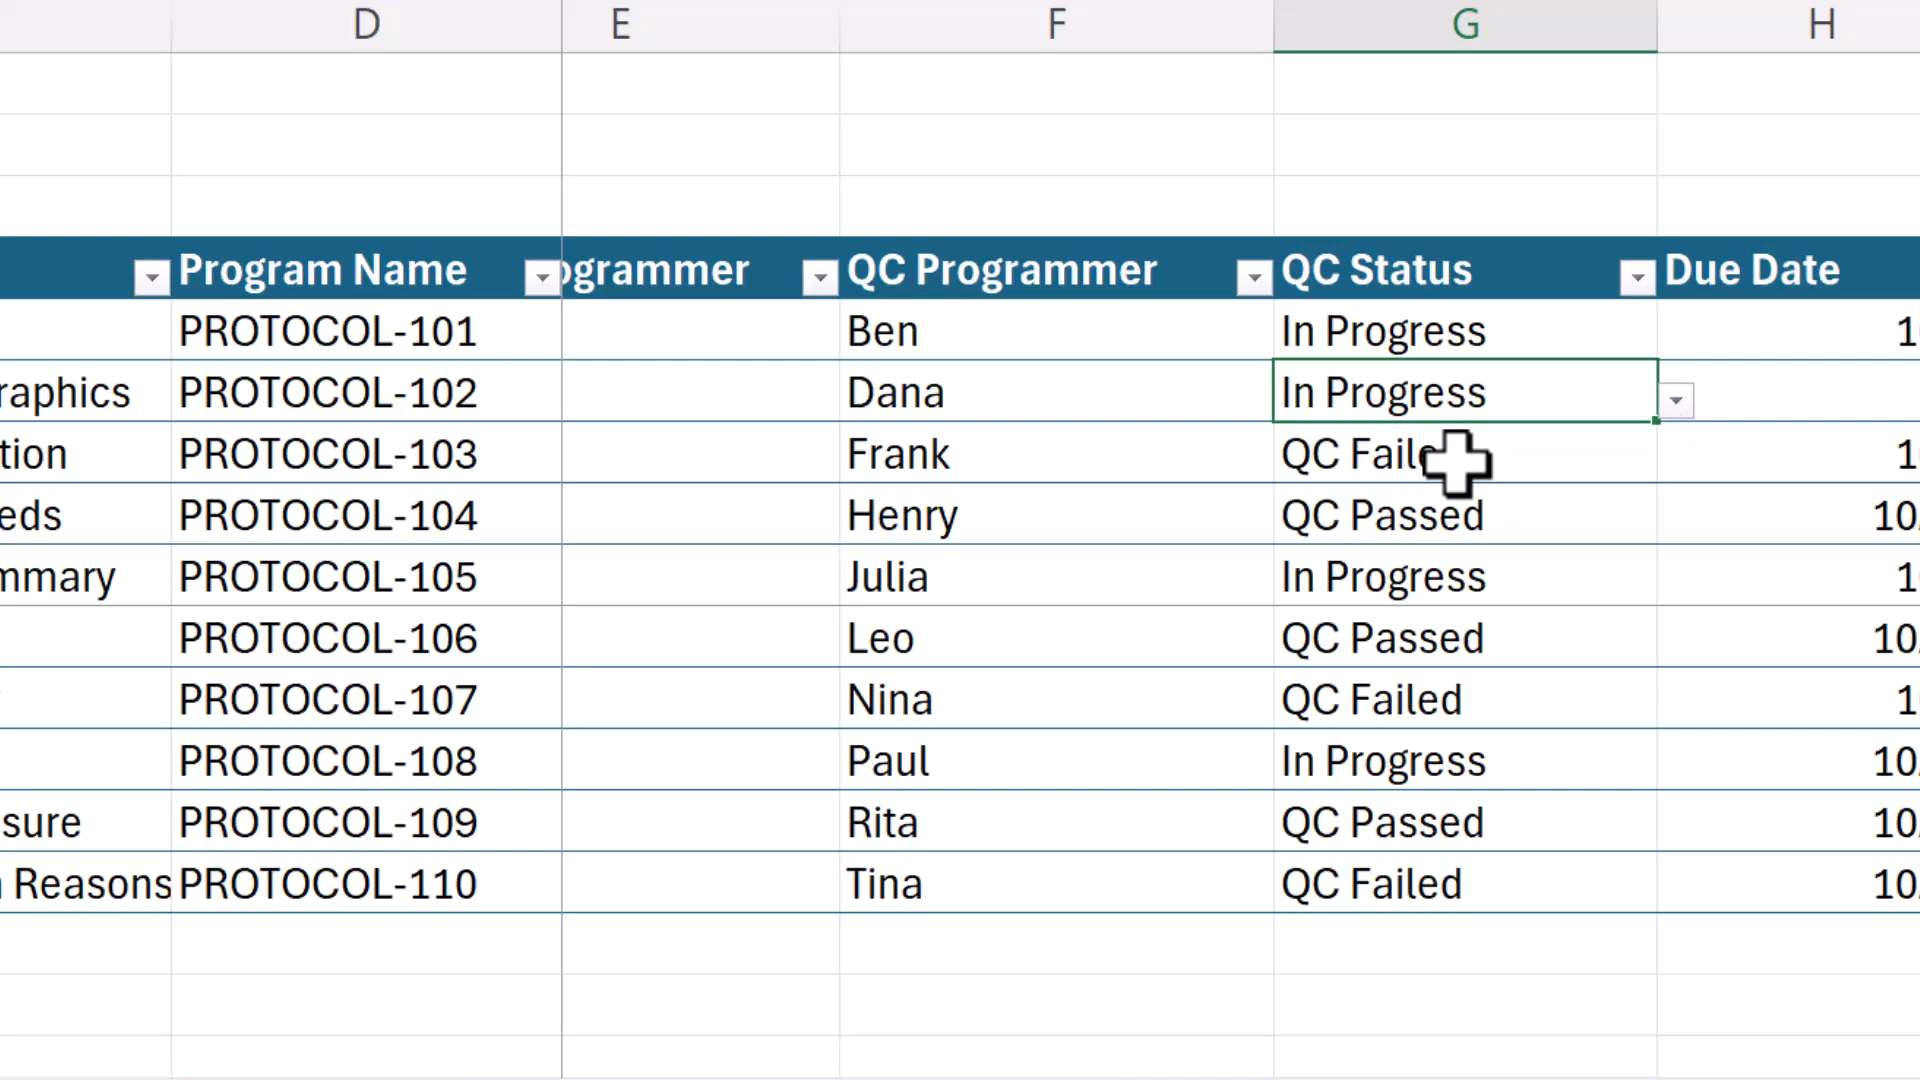 D E F G H
Program Name ogrammer QC Programmer QC Status Due Date
PROTOCOL-101 Ben In Progress 1
raphics PROTOCOL-102 Dana In Progress
tion PROTOCOL-103 Frank QC Faile 1
eds PROTOCOL-104 Henry QC Passed 10
mmary PROTOCOL-105 Julia In Progress 1
PROTOCOL-106 Leo QC Passed 10
PROTOCOL-107 Nina QC Failed 1
PROTOCOL-108 Paul In Progress 10
sure PROTOCOL-109 Rita QC Passed 10
Reasons PROTOCOL-110 Tina QC Failed 10